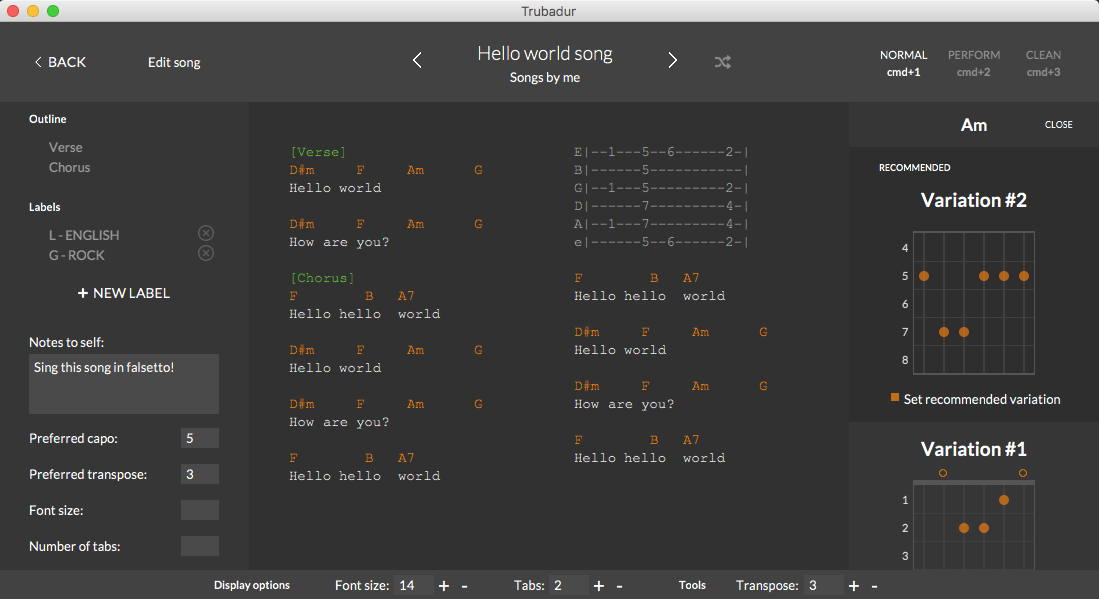 Trubadur
BACK
Edit song
Hello world song
Songs by me
NORMAL
cmd+1
PERFORM
cmd+2
CLEAN
cmd+3
Outline
Verse
Chorus
Labels
L - ENGLISH
G - ROCK
+ NEW LABEL
Notes to self:
Sing this song in falsetto!
Preferred capo: 5
Preferred transpose: 3
Font size:
Number of tabs:
[Verse]
D#m F Am G
Hello world
D#m F Am G
How are you?
[Chorus]
F B A7
Hello hello world
D#m F Am G
Hello world
D#m F Am G
How are you?
F B A7
Hello hello world
E|--1---5--6------2-|
B|------5-----------|
G|--1---5---------2-|
D|------7---------4-|
A|--1---7---------4-|
e|------5--6------2-|
F B A7
Hello hello world
D#m F Am G
Hello world
D#m F Am G
How are you?
F B A7
Hello hello world
Am
CLOSE
RECOMMENDED
Variation #2
4
5
6
7
8
Set recommended variation
Variation #1
1
2
3
Display options Font size: 14 + - Tabs: 2 + - Tools Transpose: 3 + -